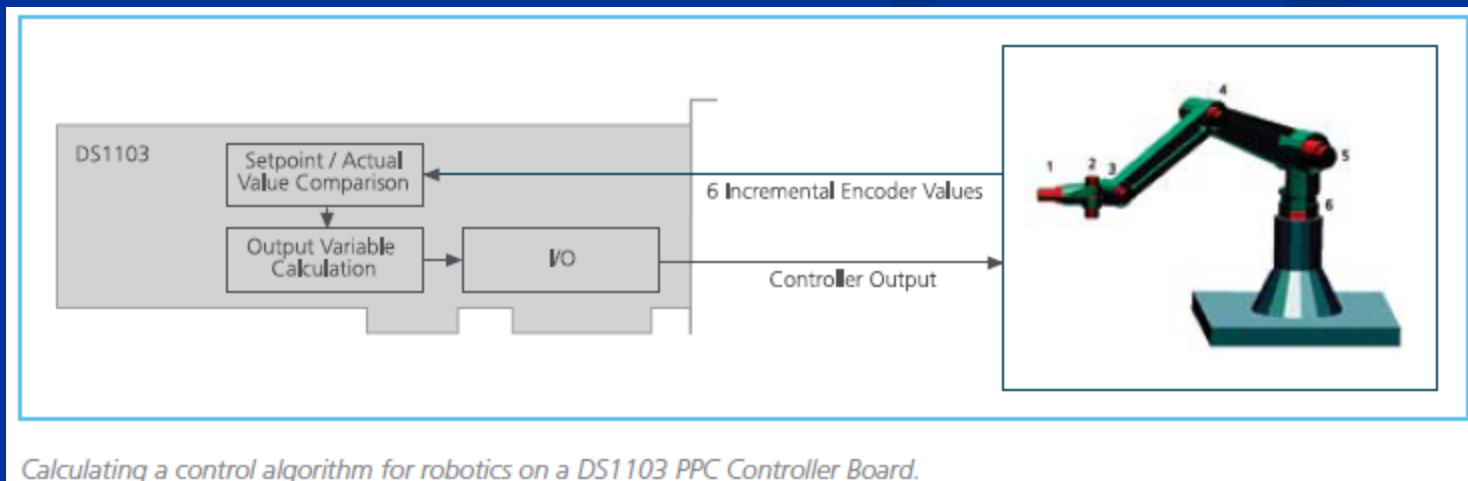 DS1103
Setpoint / Actual
Value Comparison
Output Variable
Calculation
I/O
6 Incremental Encoder Values
Controller Output
1
2
3
4
5
6
Calculating a control algorithm for robotics on a DS1103 PPC Controller Board.